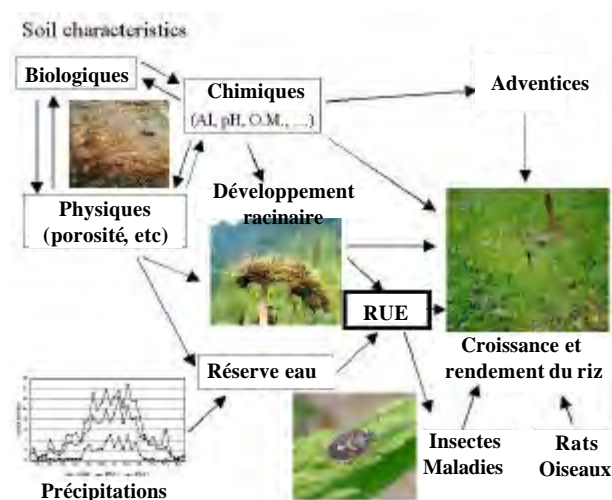 Soil characteristics
Biologiques
Chimiques
(Al, pH, O.M., ...)
Adventices
Physiques
(porosité, etc)
Développement
racinaire
RUE
Croissance et
rendement du riz
Réserve eau
Insectes
Maladies
Rats
Oiseaux
Précipitations